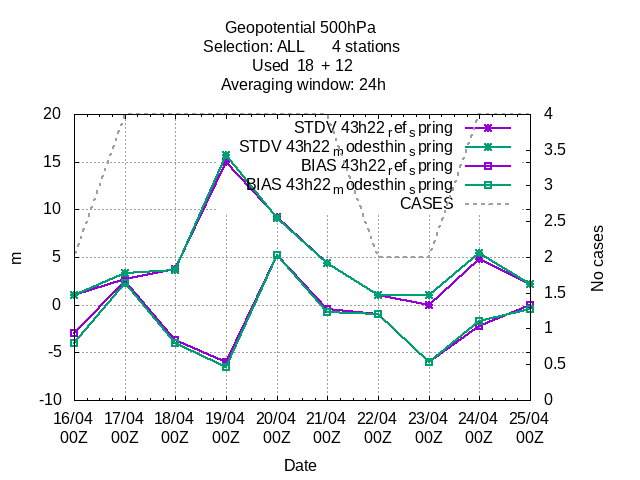 Geopotential 500hPa
Selection: ALL 4 stations
Used 18 + 12
Averaging window: 24h
STDV 43h22_ref_spring
STDV 43h22_modesthin_spring
BIAS 43h22_ref_spring
BIAS 43h22_modesthin_spring
CASES
20
15
10
5
0
-5
-10
m
4
3.5
3
2.5
2
1.5
1
0.5
0
No cases
16/04 17/04 18/04 19/04 20/04 21/04 22/04 23/04 24/04 25/04
00Z 00Z 00Z 00Z 00Z 00Z 00Z 00Z 00Z 00Z
Date